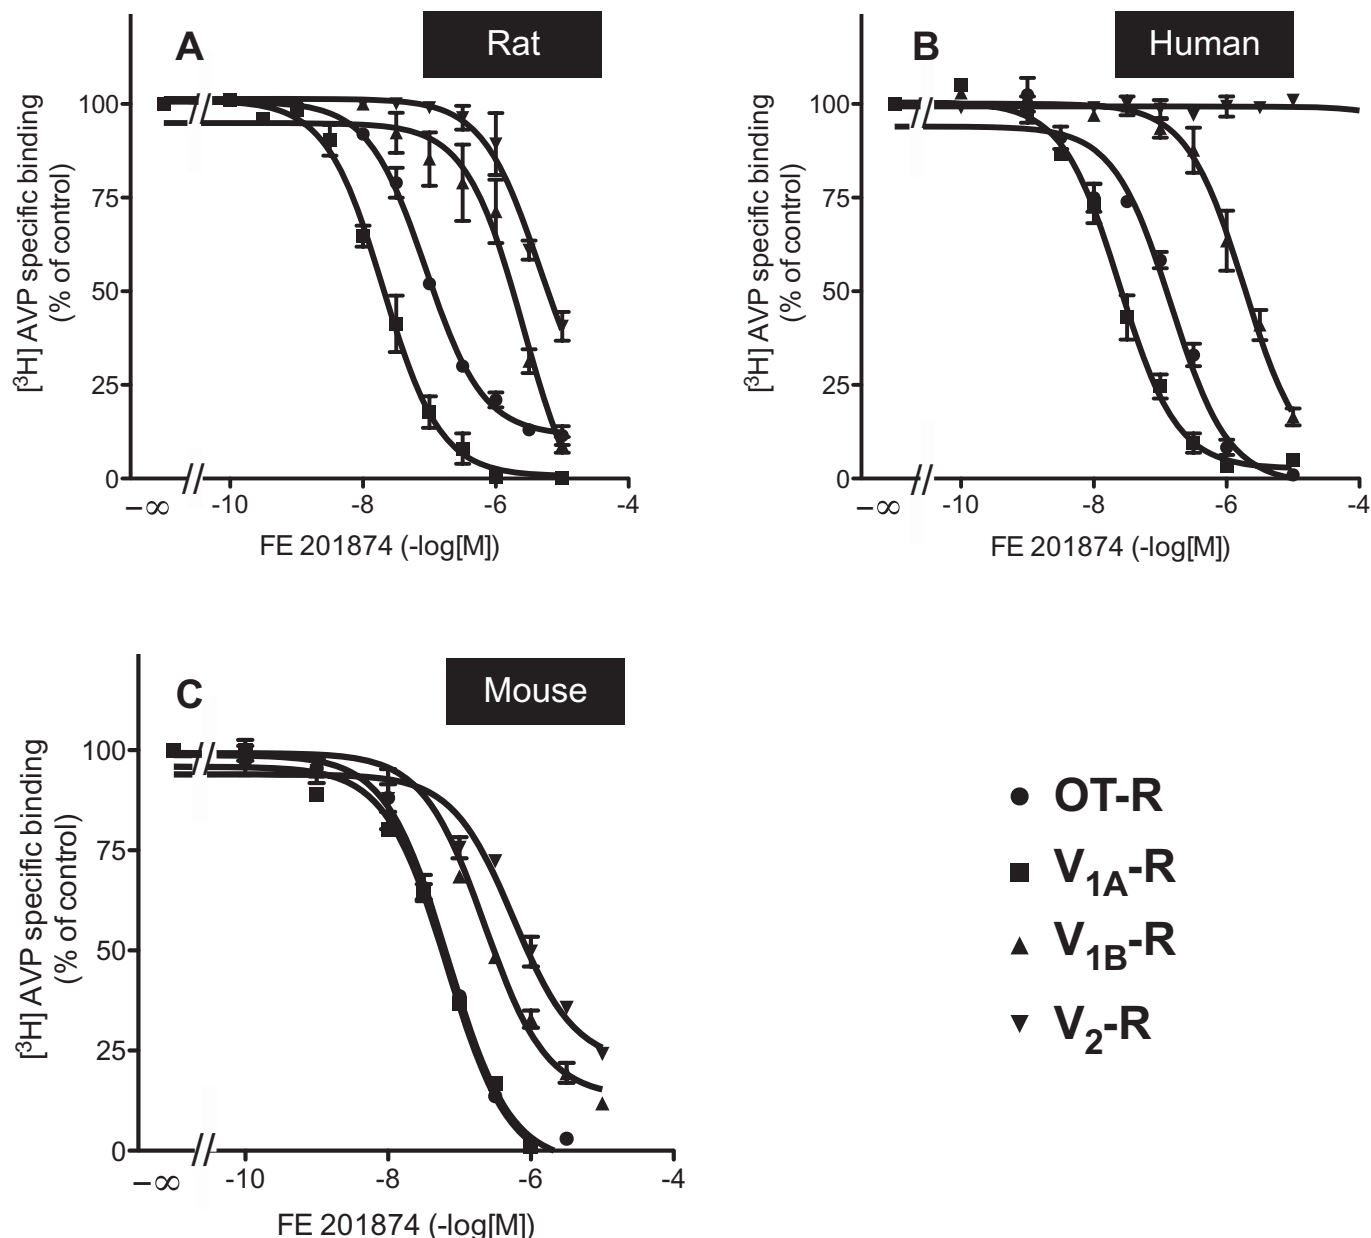 A
Rat
[³H] AVP specific binding
(% of control)
100
75
50
25
0
−∞
-10
-8
-6
-4
FE 201874 (-log[M])
B
Human
[³H] AVP specific binding
(% of control)
100
75
50
25
0
−∞
-10
-8
-6
-4
FE 201874 (-log[M])
C
Mouse
[³H] AVP specific binding
(% of control)
100
75
50
25
0
−∞
-10
-8
-6
-4
FE 201874 (-log[M])
OT-R
V1A-R
V1B-R
V2-R